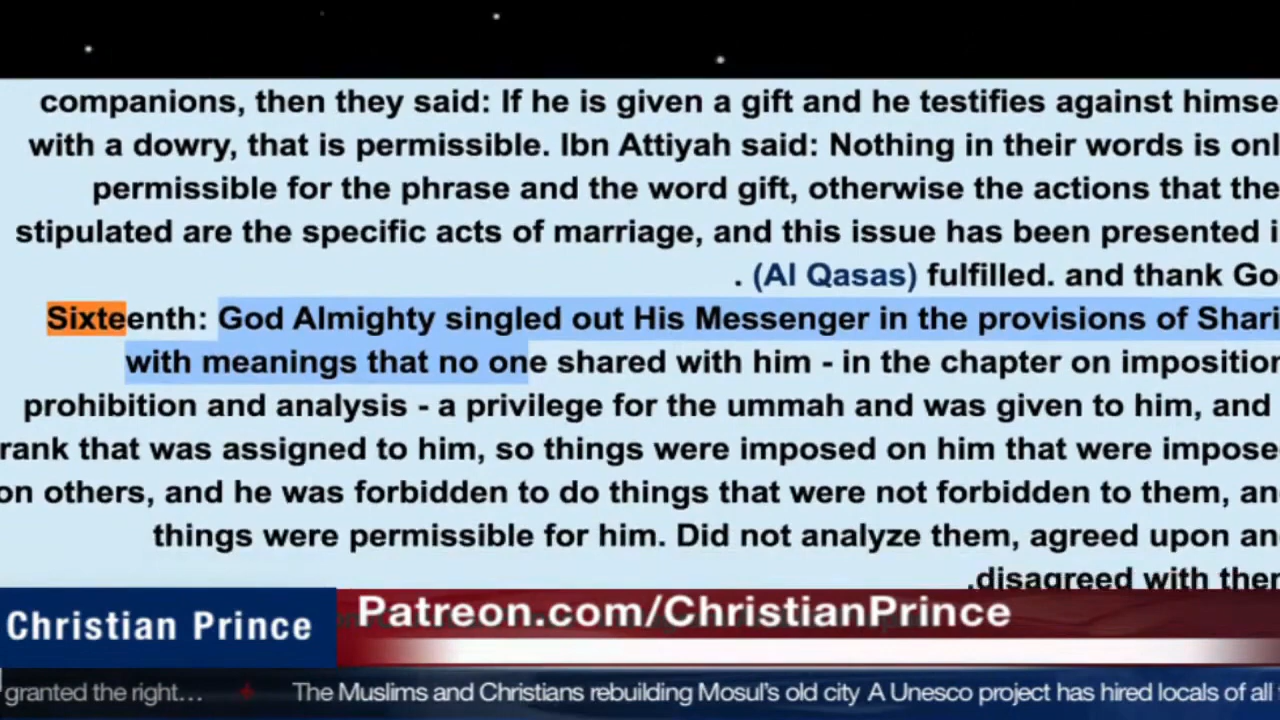 companions, then they said: If he is given a gift and he testifies against himse
with a dowry, that is permissible. Ibn Attiyah said: Nothing in their words is onl
permissible for the phrase and the word gift, otherwise the actions that the
stipulated are the specific acts of marriage, and this issue has been presented i
. (Al Qasas) fulfilled. and thank Go
Sixteenth: God Almighty singled out His Messenger in the provisions of Shari
with meanings that no one shared with him - in the chapter on imposition
prohibition and analysis - a privilege for the ummah and was given to him, and
rank that was assigned to him, so things were imposed on him that were impose
on others, and he was forbidden to do things that were not forbidden to them, an
things were permissible for him. Did not analyze them, agreed upon an
.disagreed with ther
Christian Prince
Patreon.com/ChristianPrince
granted the right... The Muslims and Christians rebuilding Mosul's old city A Unesco project has hired locals of all